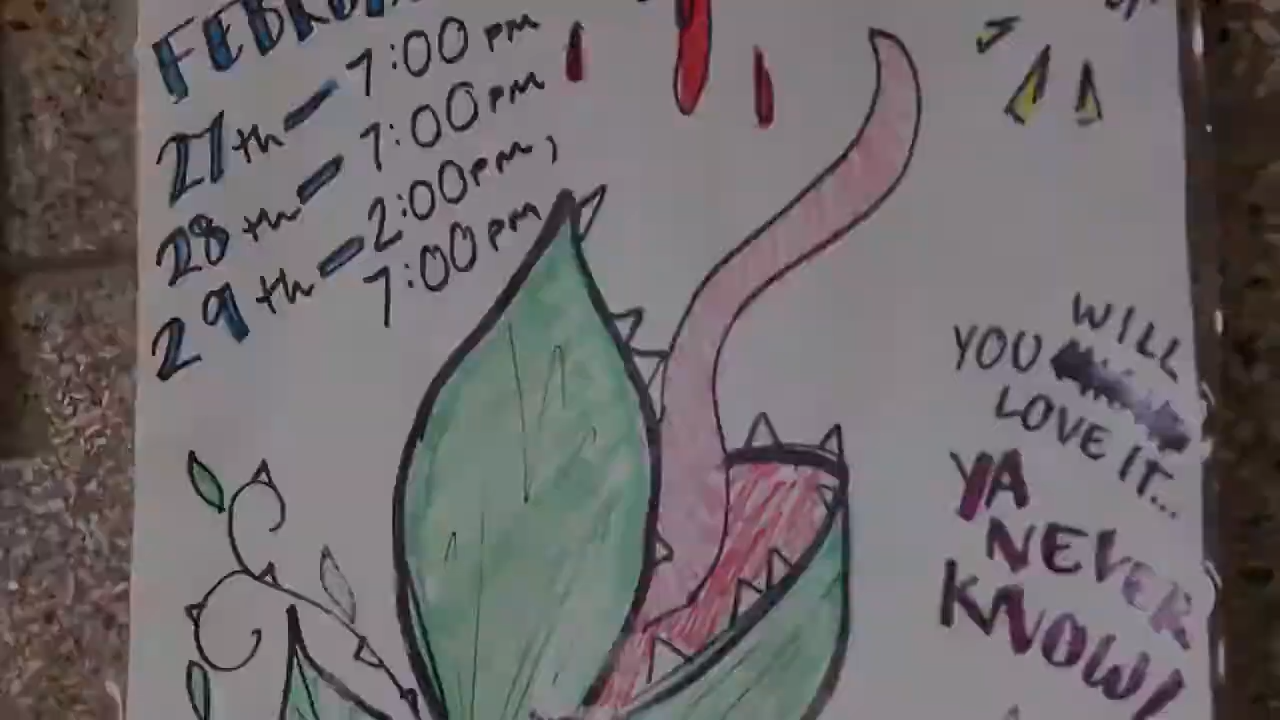 27th - 7:00 pm
28th - 7:00 pm
29th - 2:00 pm,
7:00 pm
WILL
YOU
LOVE IT...
YA
NEVER
KNOW!